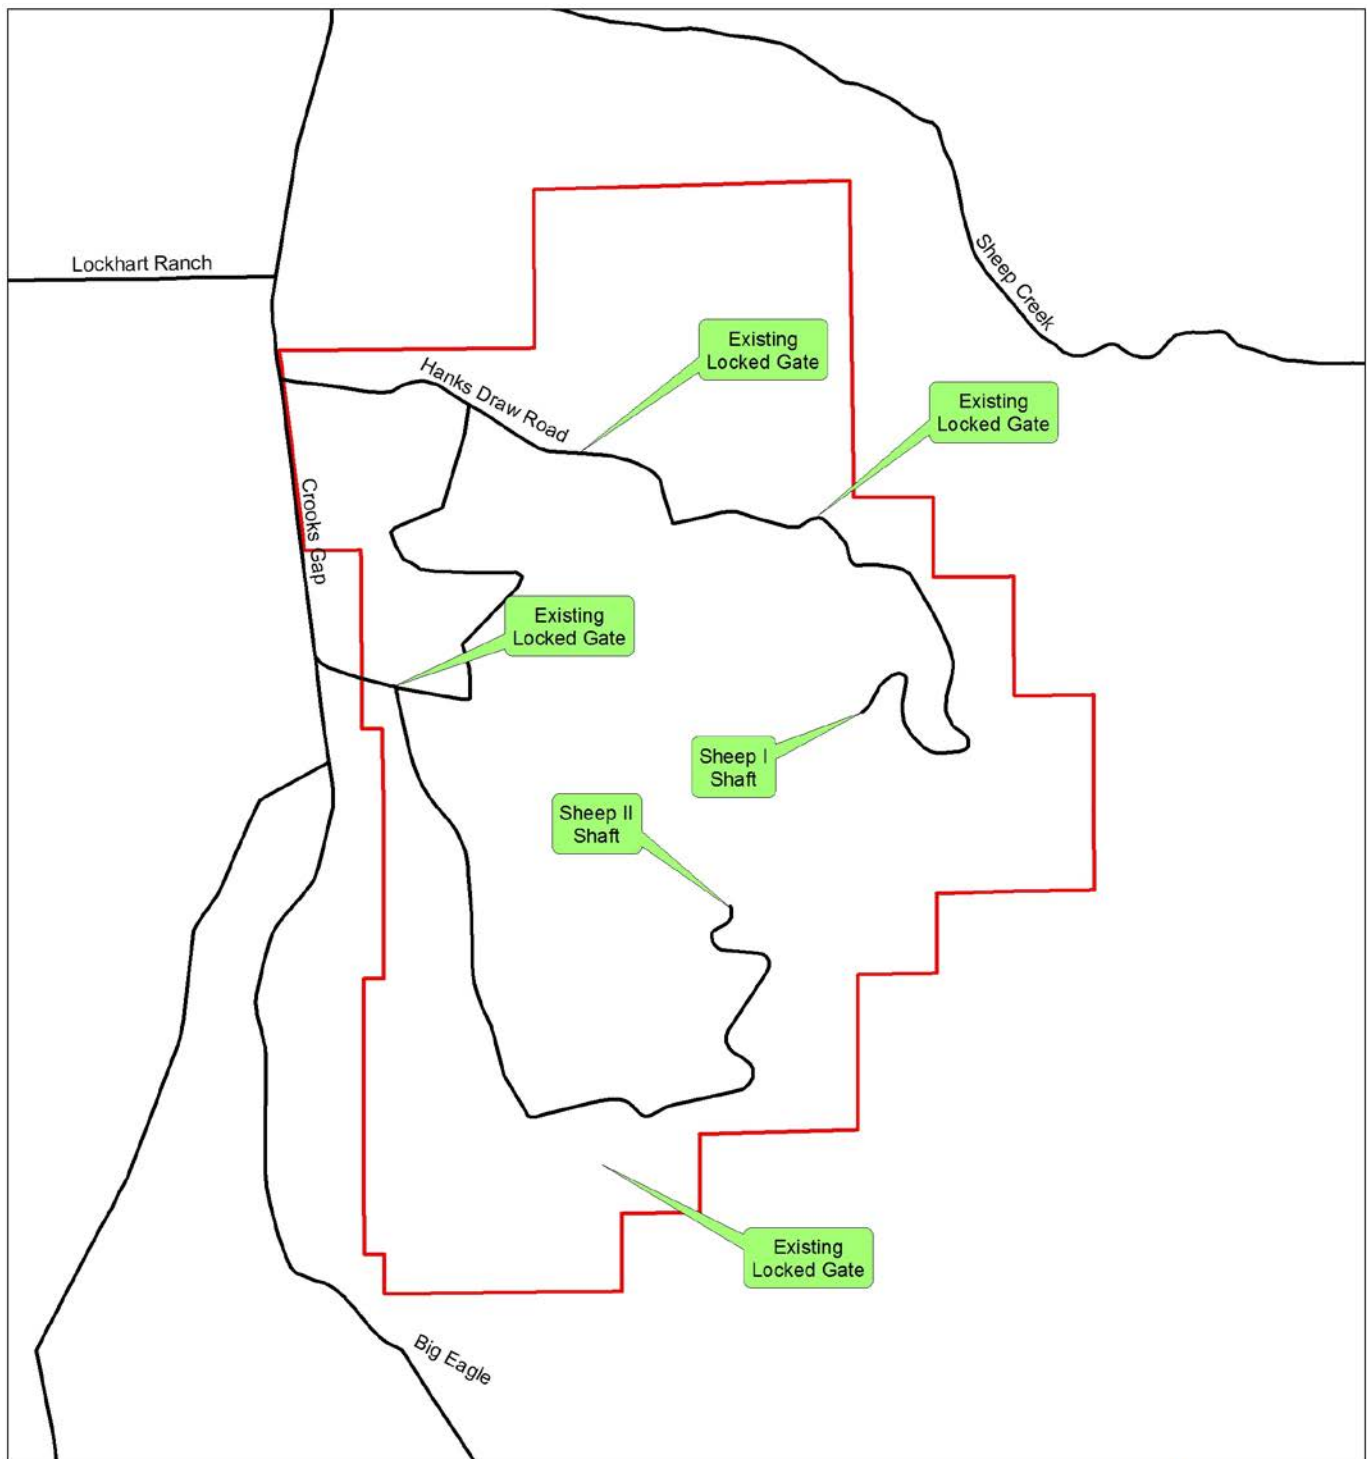 Sheep Creek
Lockhart Ranch
Existing
Locked Gate
Hanks Draw Road
Existing
Locked Gate
Crooks Gap
Existing
Locked Gate
Sheep I
Shaft
Sheep II
Shaft
Existing
Locked Gate
Big Eagle